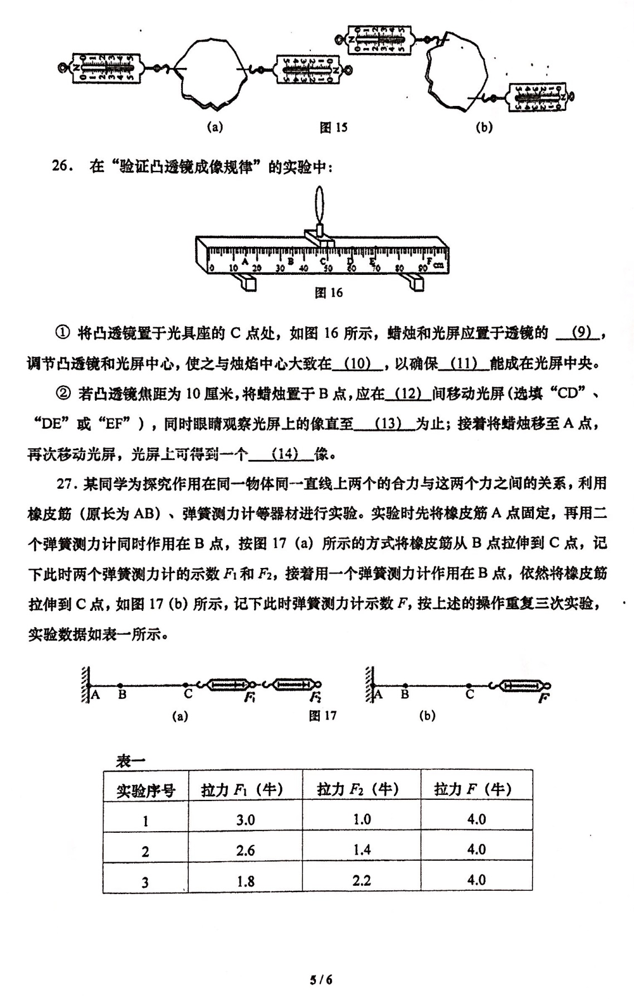 (a)
图 15
(b)
26. 在“验证凸透镜成像规律”的实验中：
A B C D E F cm
0 10 20 30 40 50 60 70 80 90
图 16
① 将凸透镜置于光具座的 C 点处，如图 16 所示，蜡烛和光屏应置于透镜的 (9) ，
调节凸透镜和光屏中心，使之与烛焰中心大致在 (10) ，以确保 (11) 能成在光屏中央。
② 若凸透镜焦距为 10 厘米，将蜡烛置于 B 点，应在 (12) 间移动光屏（选填“CD”、
“DE”或“EF”），同时眼睛观察光屏上的像直至 (13) 为止；接着将蜡烛移至 A 点，
再次移动光屏，光屏上可得到一个 (14) 像。
27. 某同学为探究作用在同一物体同一直线上两个的合力与这两个力之间的关系，利用
橡皮筋（原长为 AB）、弹簧测力计等器材进行实验。实验时先将橡皮筋 A 点固定，再用二
个弹簧测力计同时作用在 B 点，按图 17（a）所示的方式将橡皮筋从 B 点拉伸到 C 点，记
下此时两个弹簧测力计的示数 F₁和 F₂，接着用一个弹簧测力计作用在 B 点，依然将橡皮筋
拉伸到 C 点，如图 17（b）所示，记下此时弹簧测力计示数 F，按上述的操作重复三次实验，
实验数据如表一所示。
A B C F₁ F₂ A B C F
(a) 图 17 (b)
表一
实验序号 拉力 F₁（牛） 拉力 F₂（牛） 拉力 F（牛）
1 3.0 1.0 4.0
2 2.6 1.4 4.0
3 1.8 2.2 4.0
5 / 6